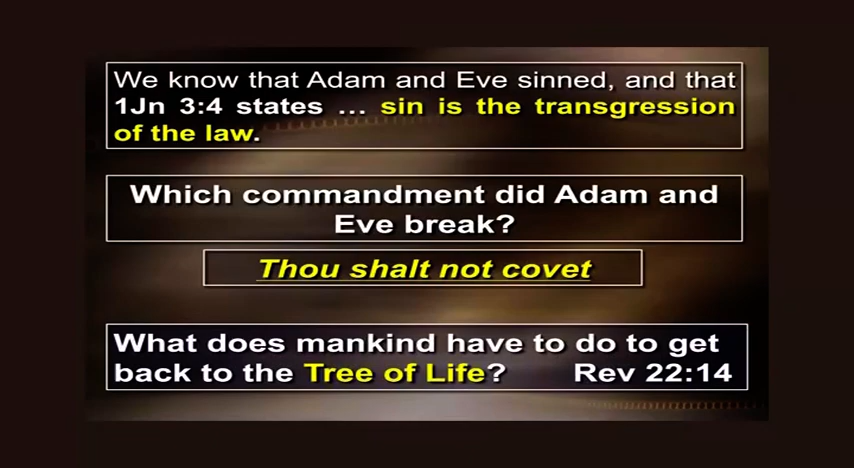 We know that Adam and Eve sinned, and that
1Jn 3:4 states ... sin is the transgression
of the law.
Which commandment did Adam and
Eve break?
Thou shalt not covet
What does mankind have to do to get
back to the Tree of Life? Rev 22:14